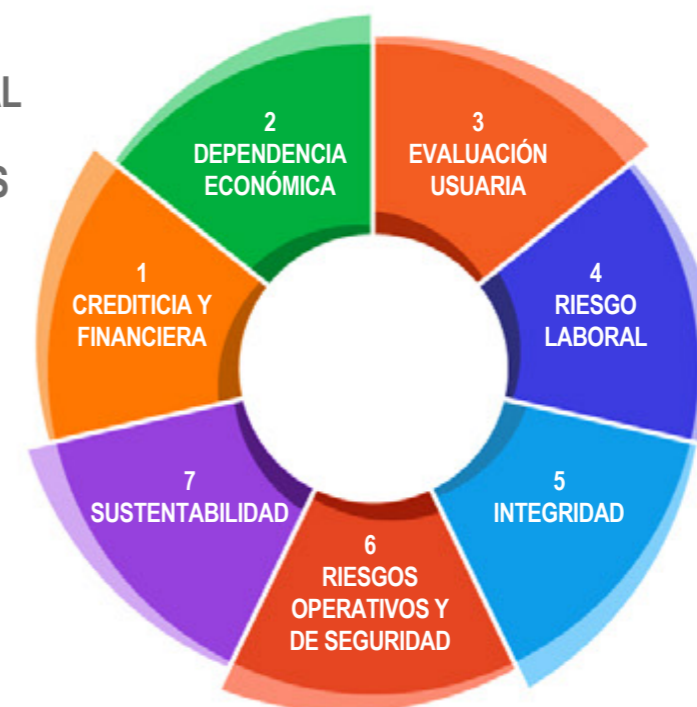 1
CREDITICIA Y
FINANCIERA
2
DEPENDENCIA
ECONÓMICA
3
EVALUACIÓN
USUARIA
4
RIESGO
LABORAL
5
INTEGRIDAD
6
RIESGOS
OPERATIVOS Y
DE SEGURIDAD
7
SUSTENTABILIDAD